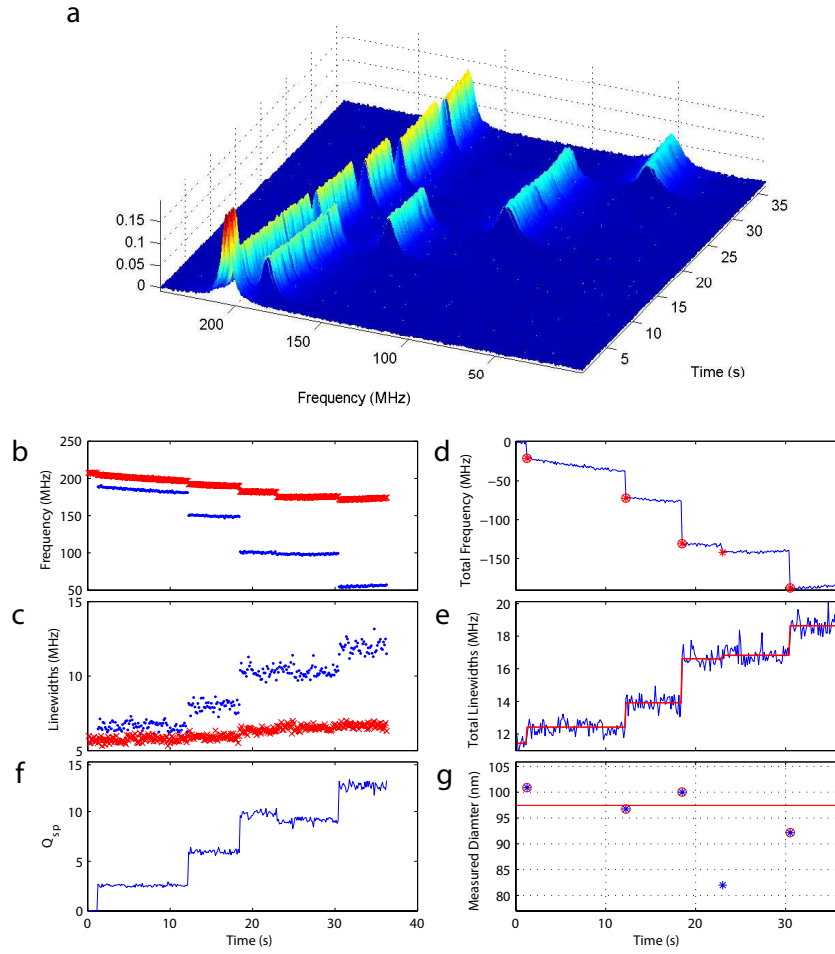 a
0.15
0.1
0.05
0
200
150
100
50
Frequency (MHz)
5
10
15
20
25
30
35
Time (s)
b
Frequency (MHz)
250
200
150
100
50
c
Linewidths (MHz)
15
10
5
f
Q sp
15
10
5
0
0 10 20 30 40
Time (s)
d
Total Frequency (MHz)
0
−50
−100
−150
e
Total Linewidths (MHz)
20
18
16
14
12
g
Measured Diamter (nm)
105
100
95
90
85
80
0 10 20 30
Time (s)